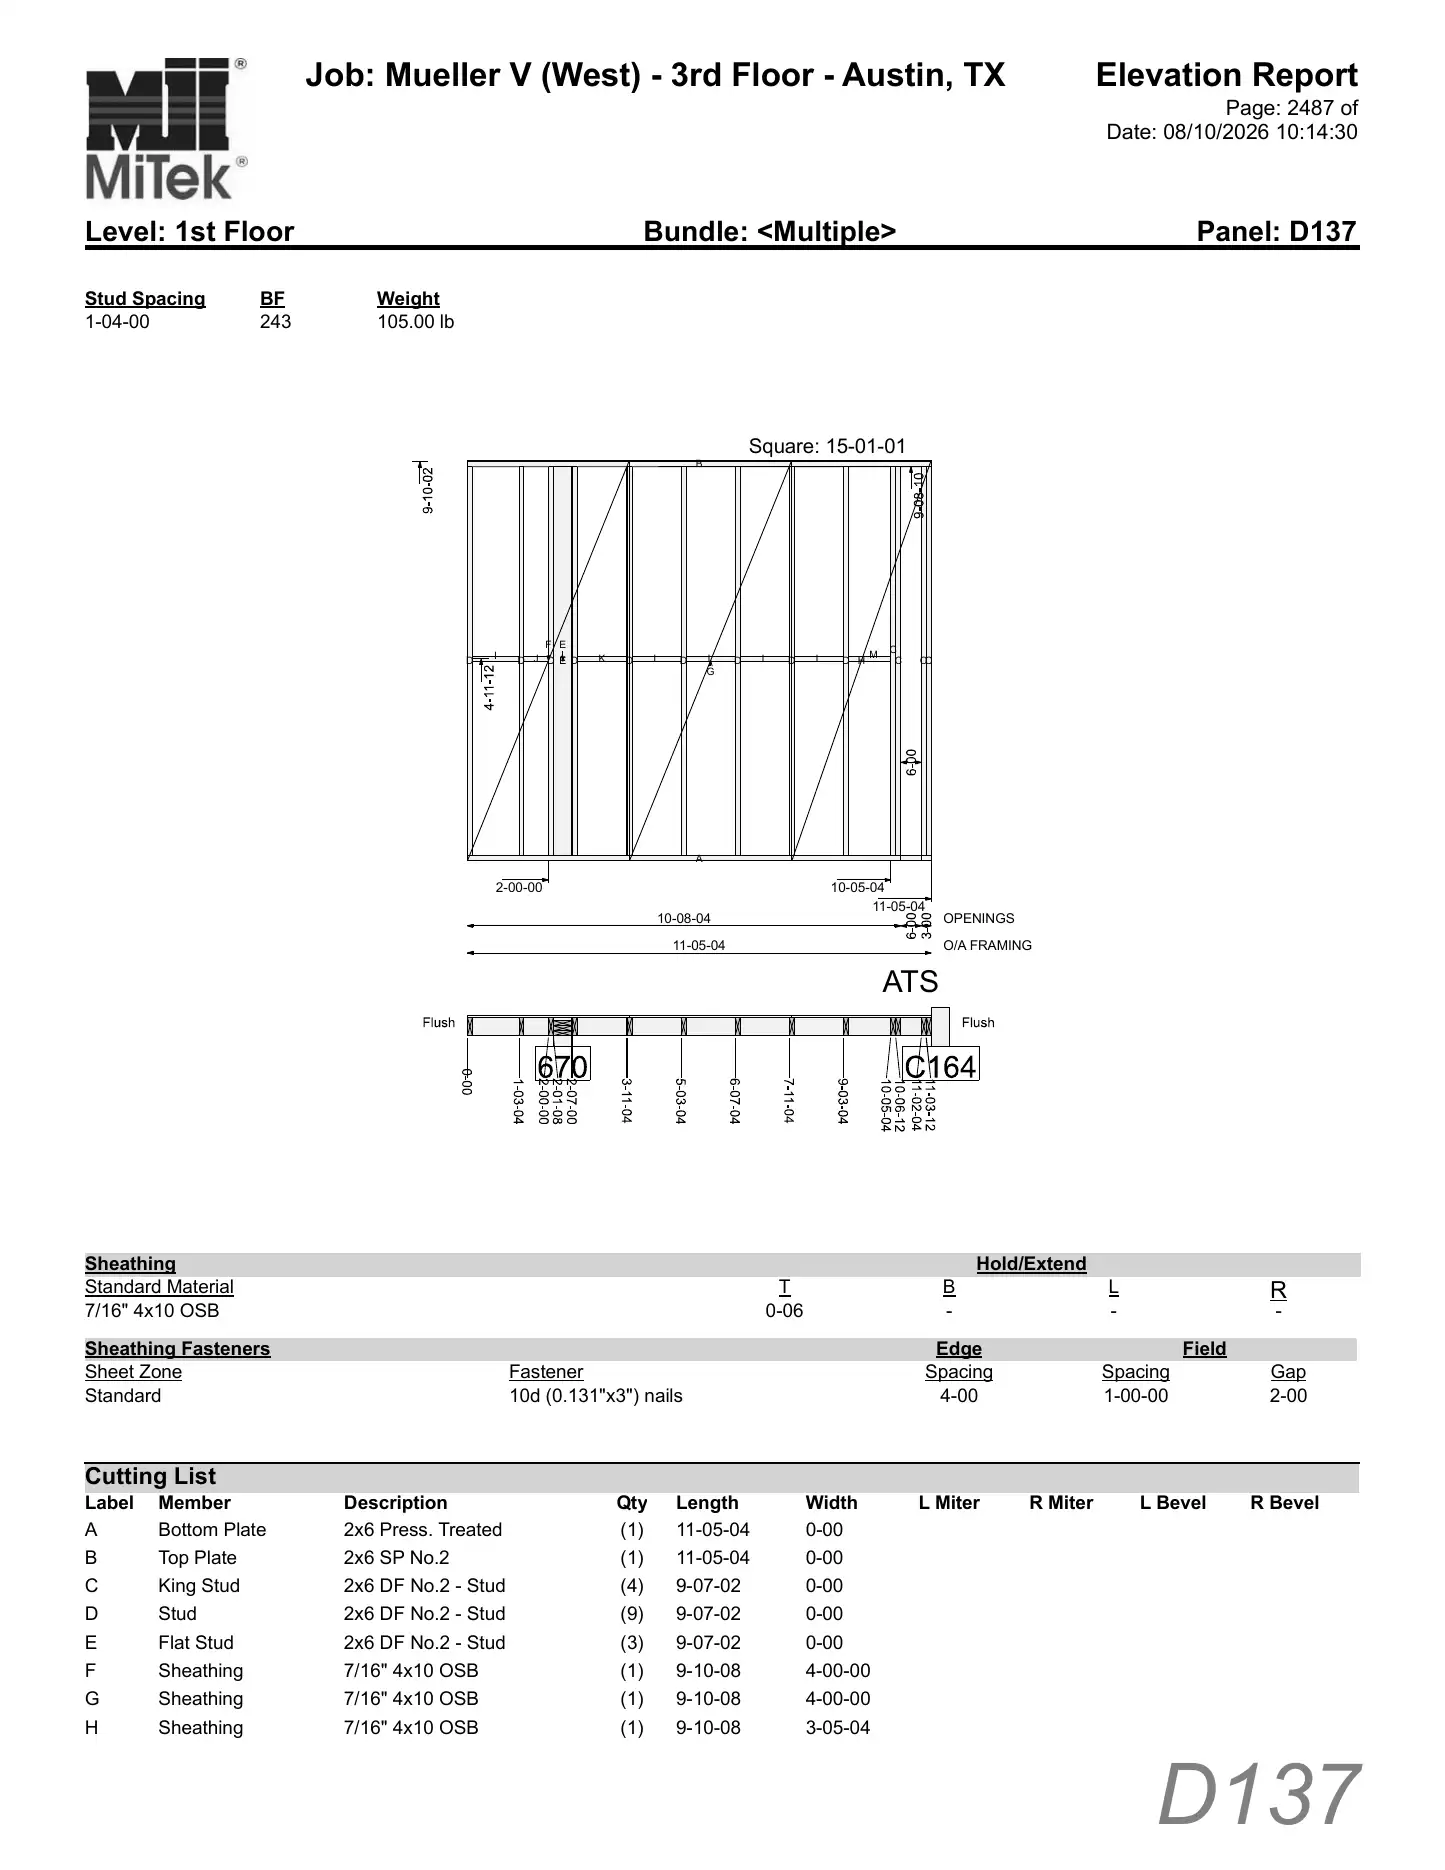 Job: Mueller V (West) - 3rd Floor - Austin, TX
Elevation Report
Page: 2487 of
Date: 08/10/2026 10:14:30
MiTek®
Level: 1st Floor Bundle: <Multiple> Panel: D137
Stud Spacing BF Weight
1-04-00 243 105.00 lb
Square: 15-01-01
B
9-10-02
9-08-10
F E
I J E K I I I I H M C
G
4-11-12
6-00
A
2-00-00 10-05-04
11-05-04
10-08-04 6-00 3-00 OPENINGS
11-05-04 O/A FRAMING
ATS
Flush Flush
670 C164
0-00
1-03-04
2-00-00
2-01-08
2-07-00
3-11-04
5-03-04
6-07-04
7-11-04
9-03-04
10-05-04
10-06-12
11-02-04
11-03-12
Sheathing Hold/Extend
Standard Material T B L R
7/16" 4x10 OSB 0-06 - - -
Sheathing Fasteners Edge Field
Sheet Zone Fastener Spacing Spacing Gap
Standard 10d (0.131"x3") nails 4-00 1-00-00 2-00
Cutting List
Label Member Description Qty Length Width L Miter R Miter L Bevel R Bevel
A Bottom Plate 2x6 Press. Treated (1) 11-05-04 0-00
B Top Plate 2x6 SP No.2 (1) 11-05-04 0-00
C King Stud 2x6 DF No.2 - Stud (4) 9-07-02 0-00
D Stud 2x6 DF No.2 - Stud (9) 9-07-02 0-00
E Flat Stud 2x6 DF No.2 - Stud (3) 9-07-02 0-00
F Sheathing 7/16" 4x10 OSB (1) 9-10-08 4-00-00
G Sheathing 7/16" 4x10 OSB (1) 9-10-08 4-00-00
H Sheathing 7/16" 4x10 OSB (1) 9-10-08 3-05-04
D137